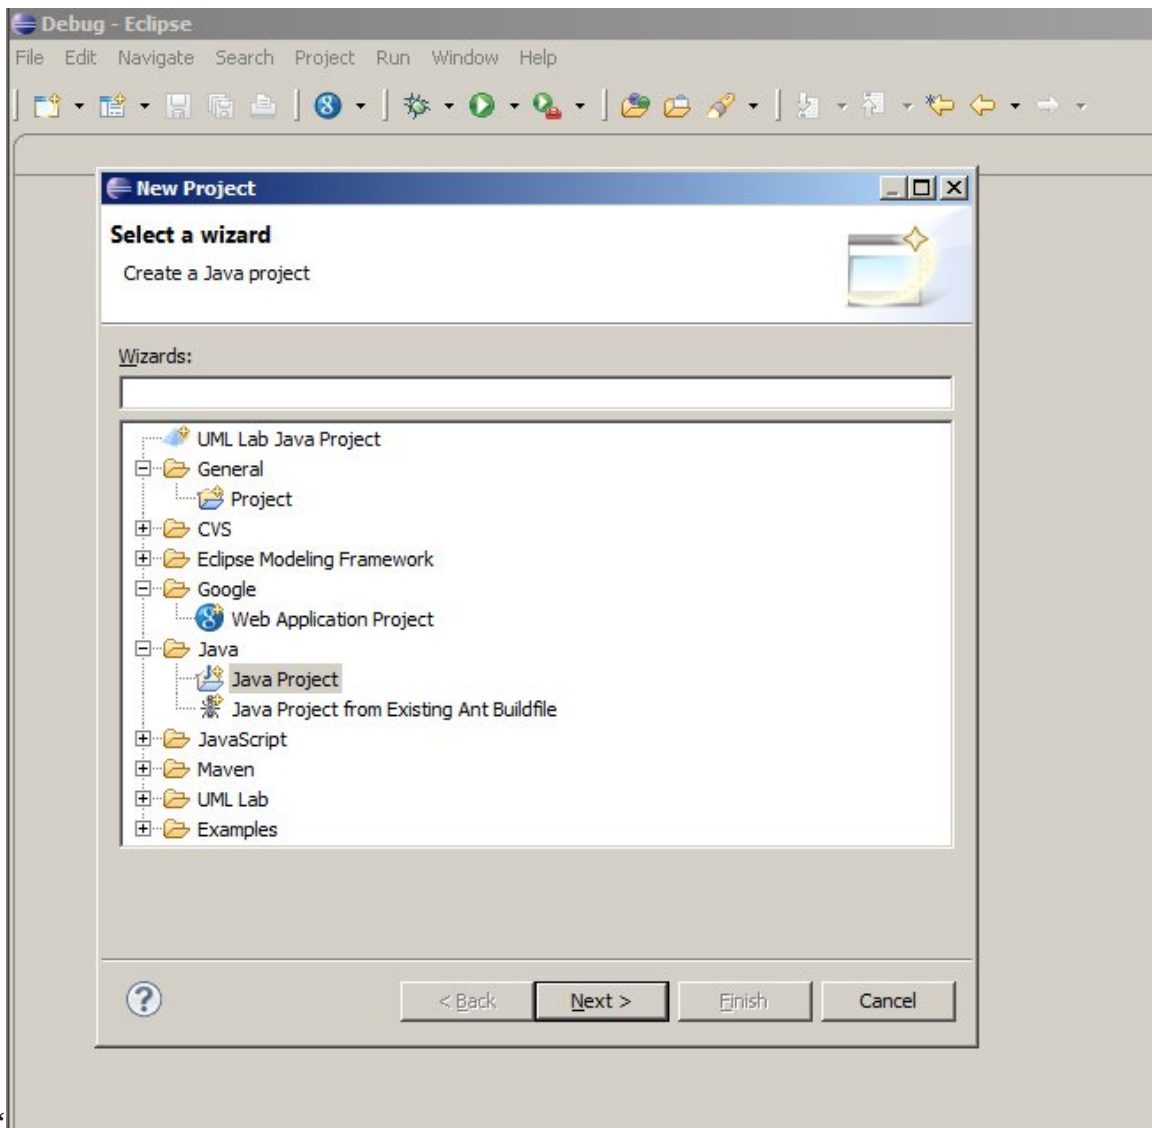 Debug - Eclipse
File Edit Navigate Search Project Run Window Help
New Project
Select a wizard
Create a Java project
Wizards:
UML Lab Java Project
General
Project
CVS
Eclipse Modeling Framework
Google
Web Application Project
Java
Java Project
Java Project from Existing Ant Buildfile
JavaScript
Maven
UML Lab
Examples
< Back Next > Finish Cancel